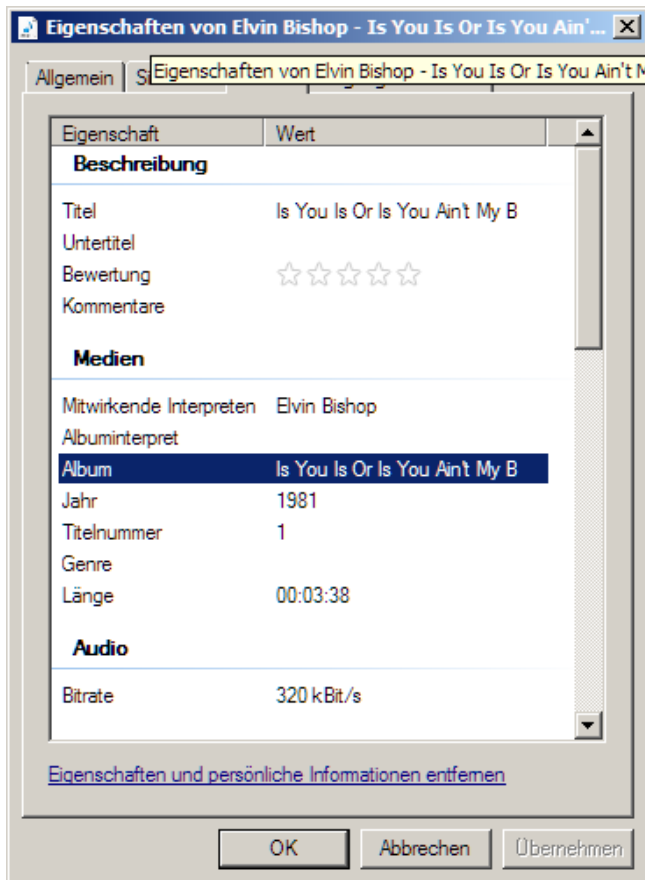 Eigenschaften von Elvin Bishop - Is You Is Or Is You Ain'...
Allgemein
Eigenschaften von Elvin Bishop - Is You Is Or Is You Ain't
Eigenschaft Wert
Beschreibung
Titel Is You Is Or Is You Ain't My B
Untertitel
Bewertung
Kommentare
Medien
Mitwirkende Interpreten Elvin Bishop
Albuminterpret
Album Is You Is Or Is You Ain't My B
Jahr 1981
Titelnummer 1
Genre
Länge 00:03:38
Audio
Bitrate 320 kBit/s
Eigenschaften und persönliche Informationen entfernen
OK Abbrechen Übernehmen